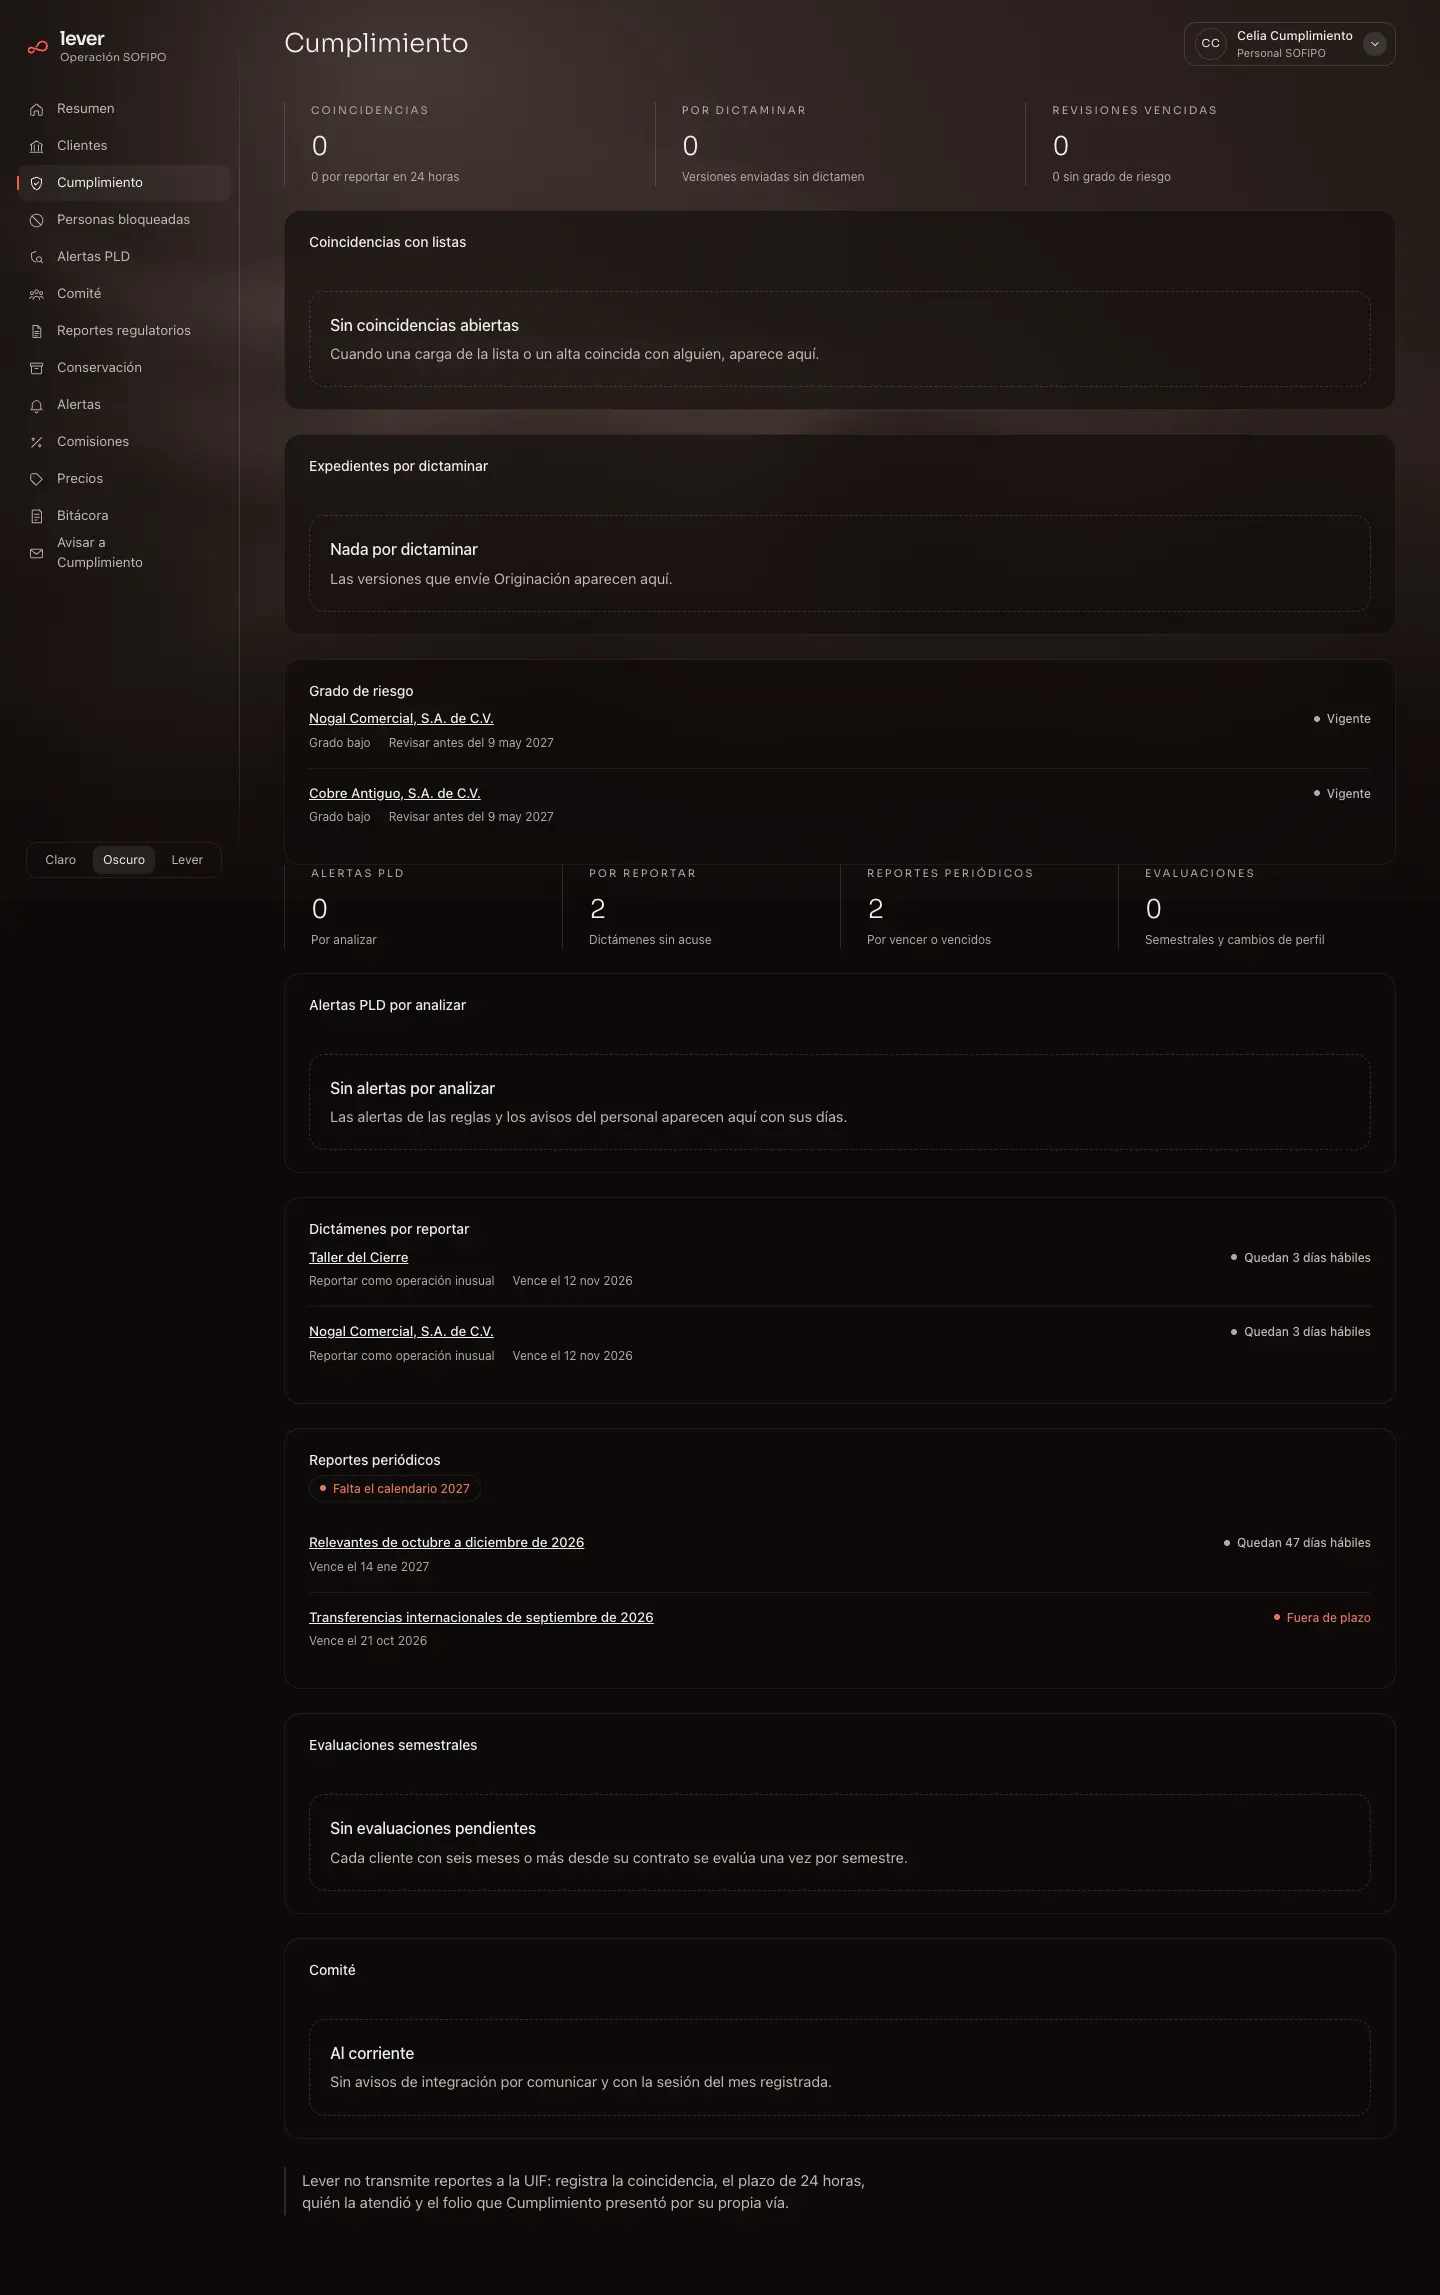 lever
Operación SOFIPO
Resumen
Clientes
Cumplimiento
Personas bloqueadas
Alertas PLD
Comité
Reportes regulatorios
Conservación
Alertas
Comisiones
Precios
Bitácora
Avisar a
Cumplimiento
Claro
Oscuro
Lever
Cumplimiento
CC
Celia Cumplimiento
Personal SOFIPO
COINCIDENCIAS
0
0 por reportar en 24 horas
POR DICTAMINAR
0
Versiones enviadas sin dictamen
REVISIONES VENCIDAS
0
0 sin grado de riesgo
Coincidencias con listas
Sin coincidencias abiertas
Cuando una carga de la lista o un alta coincida con alguien, aparece aquí.
Expedientes por dictaminar
Nada por dictaminar
Las versiones que envíe Originación aparecen aquí.
Grado de riesgo
Nogal Comercial, S.A. de C.V.
Vigente
Grado bajo Revisar antes del 9 may 2027
Cobre Antiguo, S.A. de C.V.
Vigente
Grado bajo Revisar antes del 9 may 2027
ALERTAS PLD
0
Por analizar
POR REPORTAR
2
Dictámenes sin acuse
REPORTES PERIÓDICOS
2
Por vencer o vencidos
EVALUACIONES
0
Semestrales y cambios de perfil
Alertas PLD por analizar
Sin alertas por analizar
Las alertas de las reglas y los avisos del personal aparecen aquí con sus días.
Dictámenes por reportar
Taller del Cierre
Quedan 3 días hábiles
Reportar como operación inusual Vence el 12 nov 2026
Nogal Comercial, S.A. de C.V.
Quedan 3 días hábiles
Reportar como operación inusual Vence el 12 nov 2026
Reportes periódicos
Falta el calendario 2027
Relevantes de octubre a diciembre de 2026
Quedan 47 días hábiles
Vence el 14 ene 2027
Transferencias internacionales de septiembre de 2026
Fuera de plazo
Vence el 21 oct 2026
Evaluaciones semestrales
Sin evaluaciones pendientes
Cada cliente con seis meses o más desde su contrato se evalúa una vez por semestre.
Comité
Al corriente
Sin avisos de integración por comunicar y con la sesión del mes registrada.
Lever no transmite reportes a la UIF: registra la coincidencia, el plazo de 24 horas,
quién la atendió y el folio que Cumplimiento presentó por su propia vía.